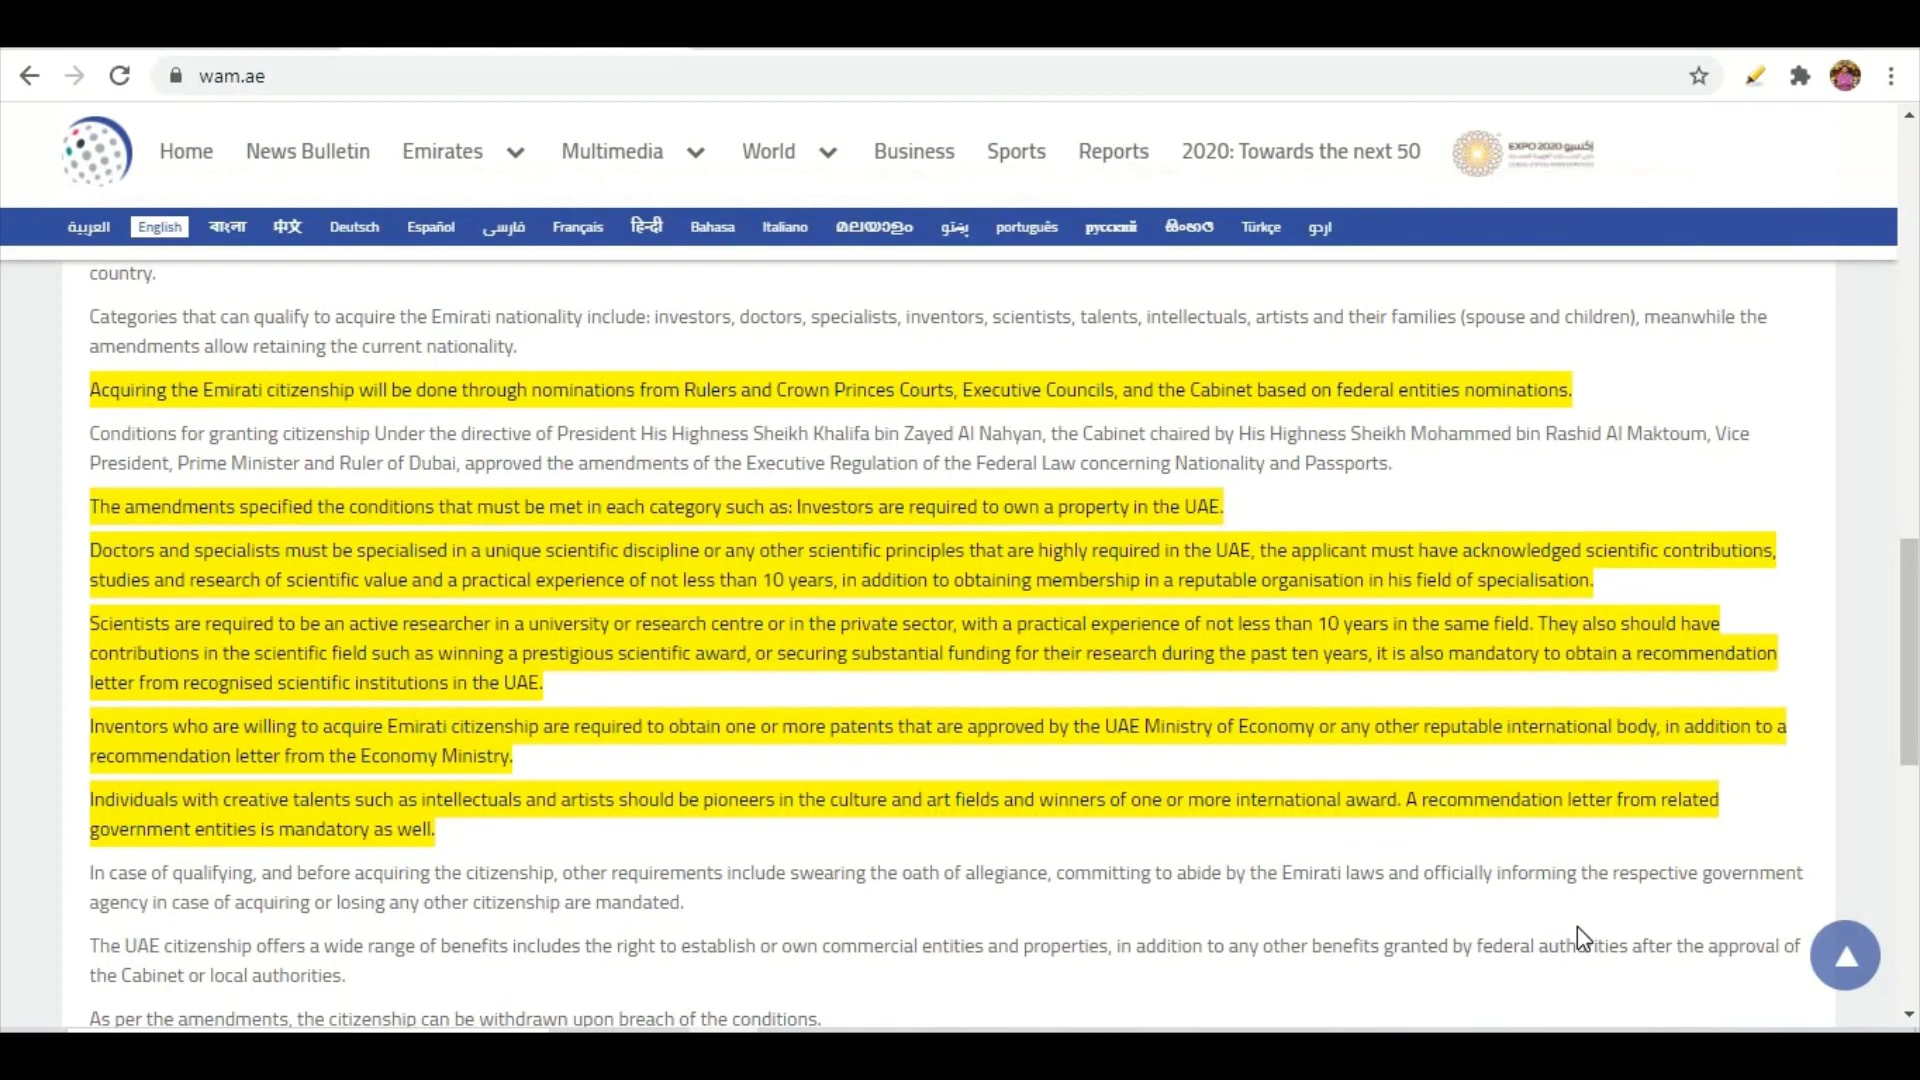 wam.ae
Home News Bulletin Emirates Multimedia World Business Sports Reports 2020: Towards the next 50 EXPO 2020 إكسبو
العربية English বাংলা 中文 Deutsch Español فارسی Français हिन्दी Bahasa Italiano മലയാളം پښتو português русский සිංහල Türkçe اردو
country.
Categories that can qualify to acquire the Emirati nationality include: investors, doctors, specialists, inventors, scientists, talents, intellectuals, artists and their families (spouse and children), meanwhile the
amendments allow retaining the current nationality.
Acquiring the Emirati citizenship will be done through nominations from Rulers and Crown Princes Courts, Executive Councils, and the Cabinet based on federal entities nominations.
Conditions for granting citizenship Under the directive of President His Highness Sheikh Khalifa bin Zayed Al Nahyan, the Cabinet chaired by His Highness Sheikh Mohammed bin Rashid Al Maktoum, Vice
President, Prime Minister and Ruler of Dubai, approved the amendments of the Executive Regulation of the Federal Law concerning Nationality and Passports.
The amendments specified the conditions that must be met in each category such as: Investors are required to own a property in the UAE.
Doctors and specialists must be specialised in a unique scientific discipline or any other scientific principles that are highly required in the UAE, the applicant must have acknowledged scientific contributions,
studies and research of scientific value and a practical experience of not less than 10 years, in addition to obtaining membership in a reputable organisation in his field of specialisation.
Scientists are required to be an active researcher in a university or research centre or in the private sector, with a practical experience of not less than 10 years in the same field. They also should have
contributions in the scientific field such as winning a prestigious scientific award, or securing substantial funding for their research during the past ten years, it is also mandatory to obtain a recommendation
letter from recognised scientific institutions in the UAE.
Inventors who are willing to acquire Emirati citizenship are required to obtain one or more patents that are approved by the UAE Ministry of Economy or any other reputable international body, in addition to a
recommendation letter from the Economy Ministry.
Individuals with creative talents such as intellectuals and artists should be pioneers in the culture and art fields and winners of one or more international award. A recommendation letter from related
government entities is mandatory as well.
In case of qualifying, and before acquiring the citizenship, other requirements include swearing the oath of allegiance, committing to abide by the Emirati laws and officially informing the respective government
agency in case of acquiring or losing any other citizenship are mandated.
The UAE citizenship offers a wide range of benefits includes the right to establish or own commercial entities and properties, in addition to any other benefits granted by federal authorities after the approval of
the Cabinet or local authorities.
As per the amendments, the citizenship can be withdrawn upon breach of the conditions.